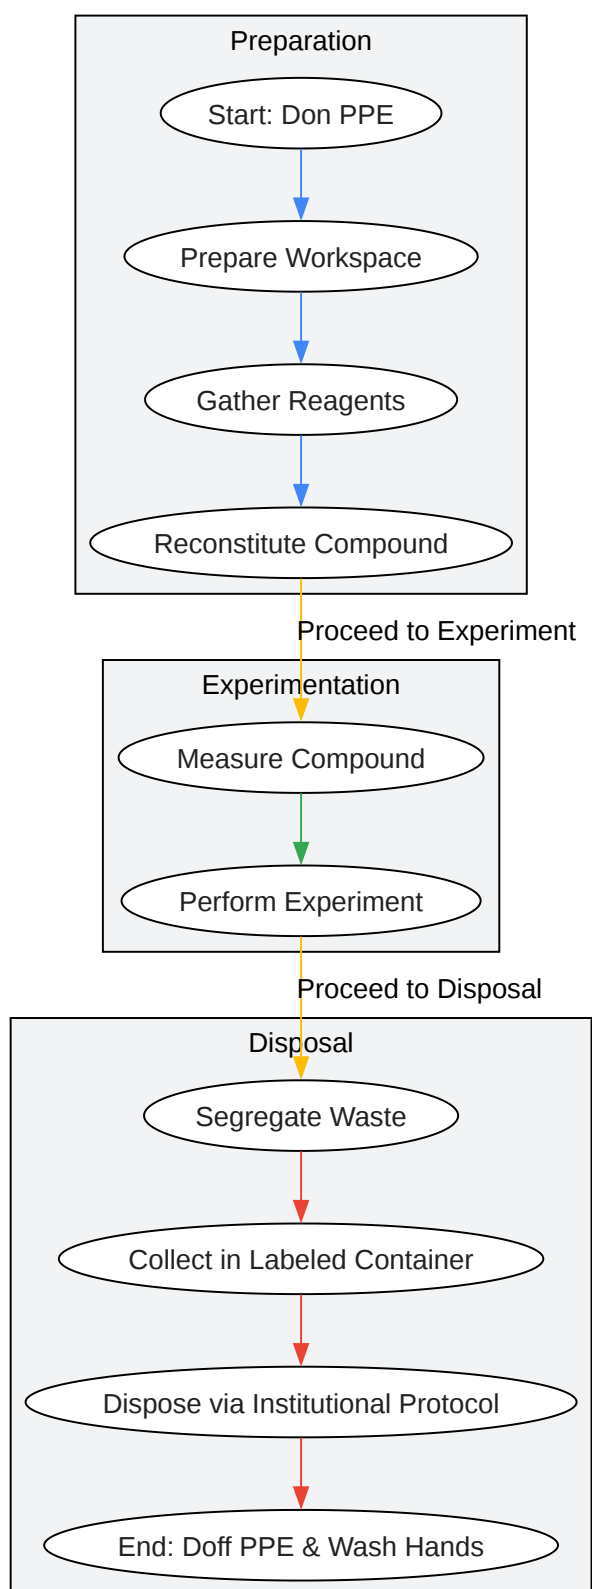 Preparation
Start: Don PPE
Prepare Workspace
Gather Reagents
Reconstitute Compound
Proceed to Experiment
Experimentation
Measure Compound
Perform Experiment
Proceed to Disposal
Disposal
Segregate Waste
Collect in Labeled Container
Dispose via Institutional Protocol
End: Doff PPE & Wash Hands